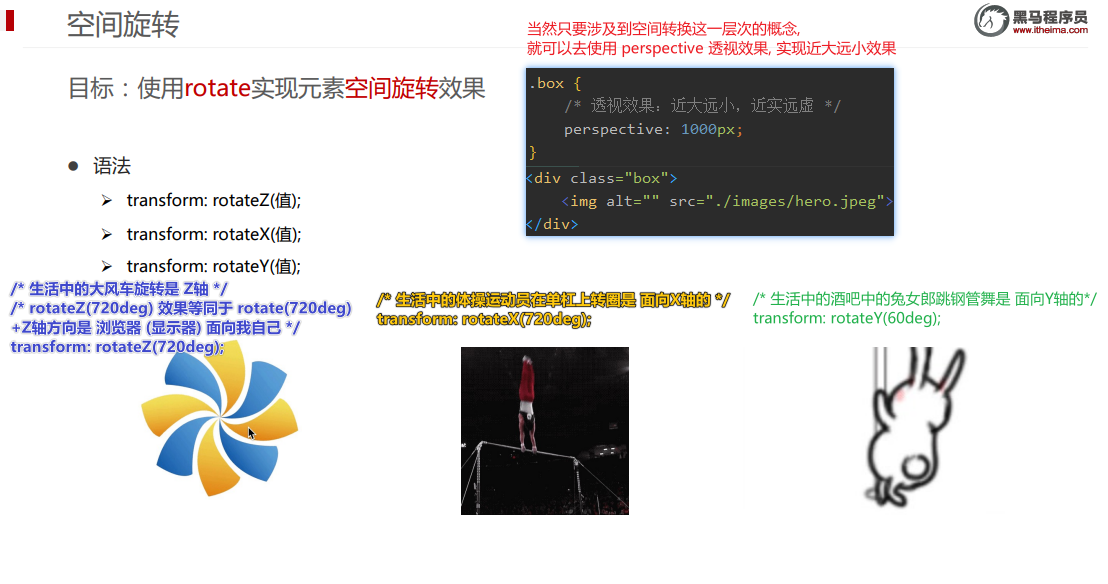 空间旋转
黑马程序员
www.itheima.com
当然只要涉及到空间转换这一层次的概念,
就可以去使用 perspective 透视效果, 实现近大远小效果
目标：使用rotate实现元素空间旋转效果
.box {
/* 透视效果：近大远小，近实远虚 */
perspective: 1000px;
}
<div class="box">
<img alt="" src="./images/hero.jpeg">
</div>
● 语法
➢ transform: rotateZ(值);
➢ transform: rotateX(值);
➢ transform: rotateY(值);
/* 生活中的大风车旋转是 Z轴 */
/* rotateZ(720deg) 效果等同于 rotate(720deg)
+Z轴方向是 浏览器 (显示器) 面向我自己 */
transform: rotateZ(720deg);
/* 生活中的体操运动员在单杠上转圈是 面向X轴的 */
transform: rotateX(720deg);
/* 生活中的酒吧中的兔女郎跳钢管舞是 面向Y轴的*/
transform: rotateY(60deg);